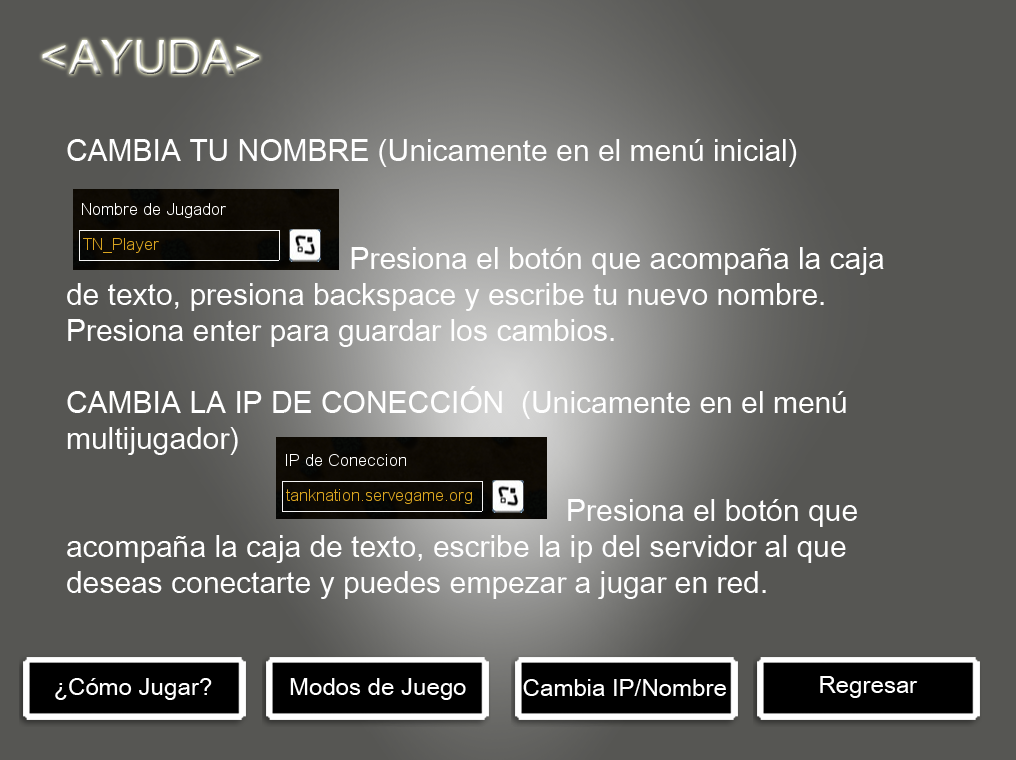 <AYUDA>
CAMBIA TU NOMBRE (Unicamente en el menú inicial)
Nombre de Jugador
TN_Player
Presiona el botón que acompaña la caja
de texto, presiona backspace y escribe tu nuevo nombre.
Presiona enter para guardar los cambios.
CAMBIA LA IP DE CONECCIÓN (Unicamente en el menú
multijugador)
IP de Coneccion
tanknation.servegame.org
Presiona el botón que
acompaña la caja de texto, escribe la ip del servidor al que
deseas conectarte y puedes empezar a jugar en red.
¿Cómo Jugar?
Modos de Juego
Cambia IP/Nombre
Regresar